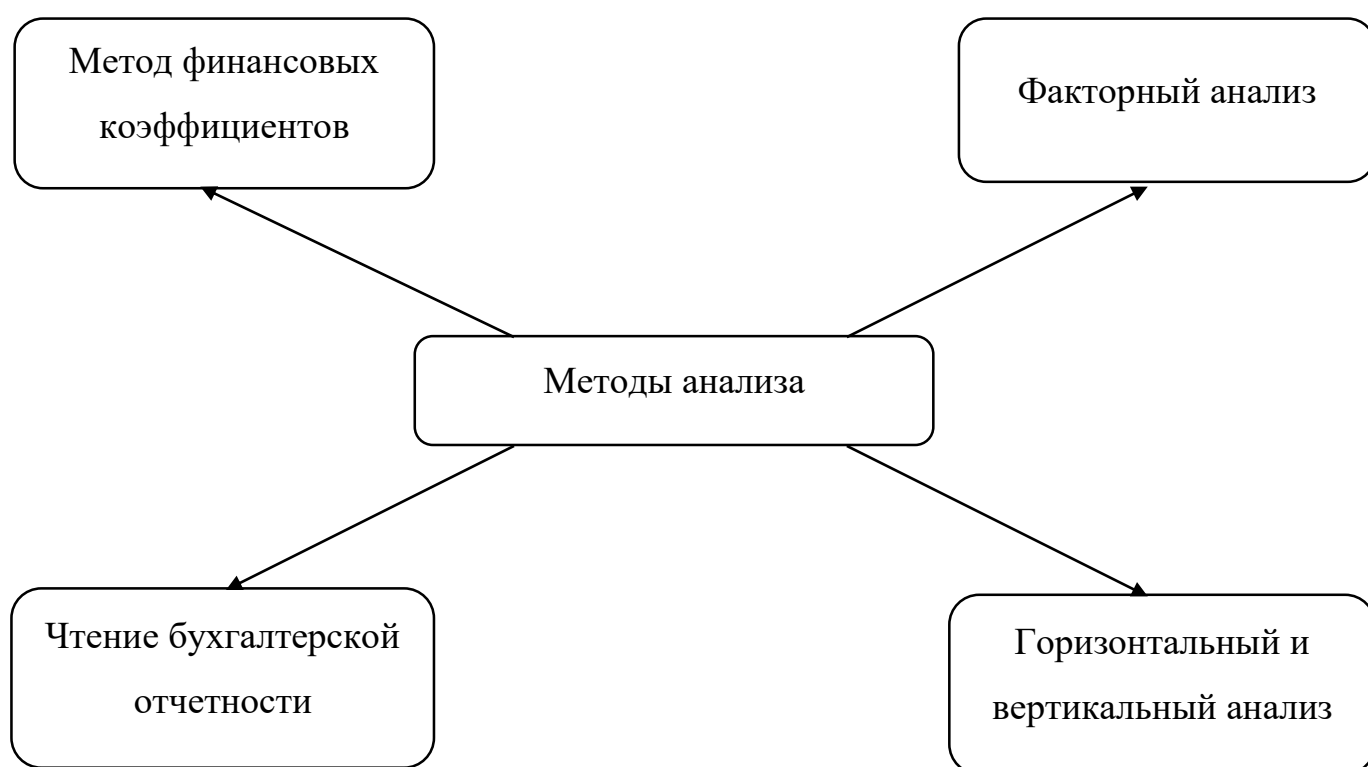 Метод финансовых
коэффициентов
Факторный анализ
Методы анализа
Чтение бухгалтерской
отчетности
Горизонтальный и
вертикальный анализ